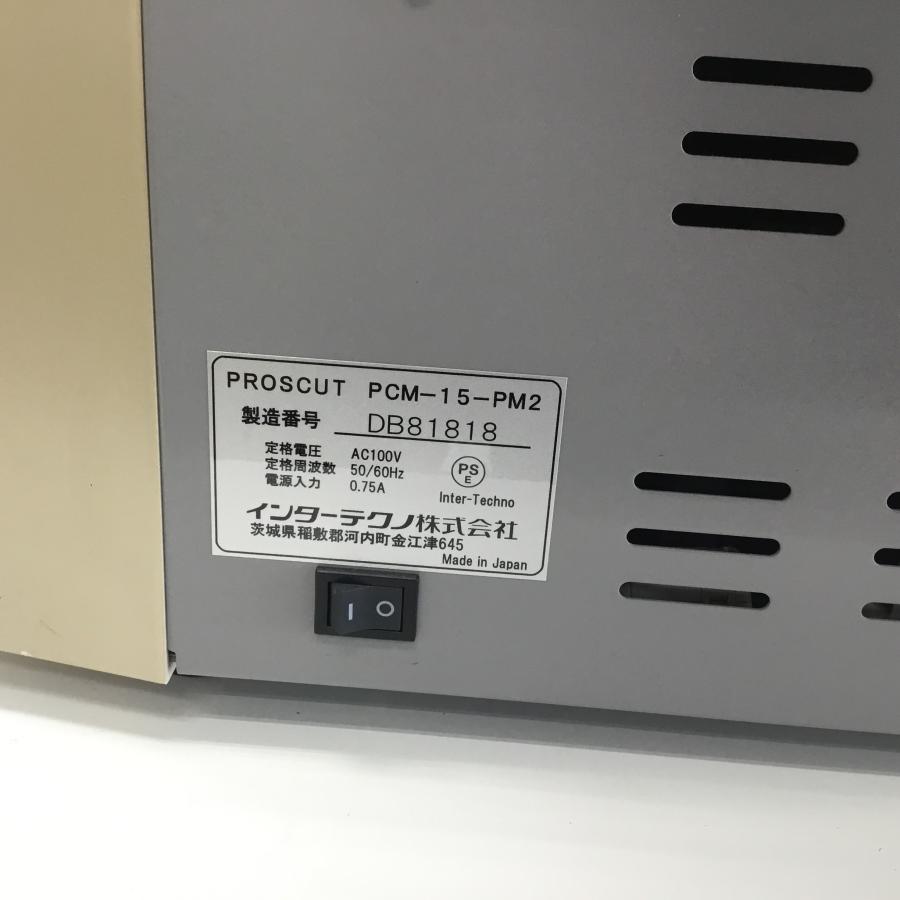 PROSCUT PCM-15-PM2
製造番号 DB81818
定格電圧 AC100V
定格周波数 50/60Hz
電源入力 0.75A
PS
E
Inter-Techno
インターテクノ株式会社
茨城県稲敷郡河内町金江津645
Made in Japan